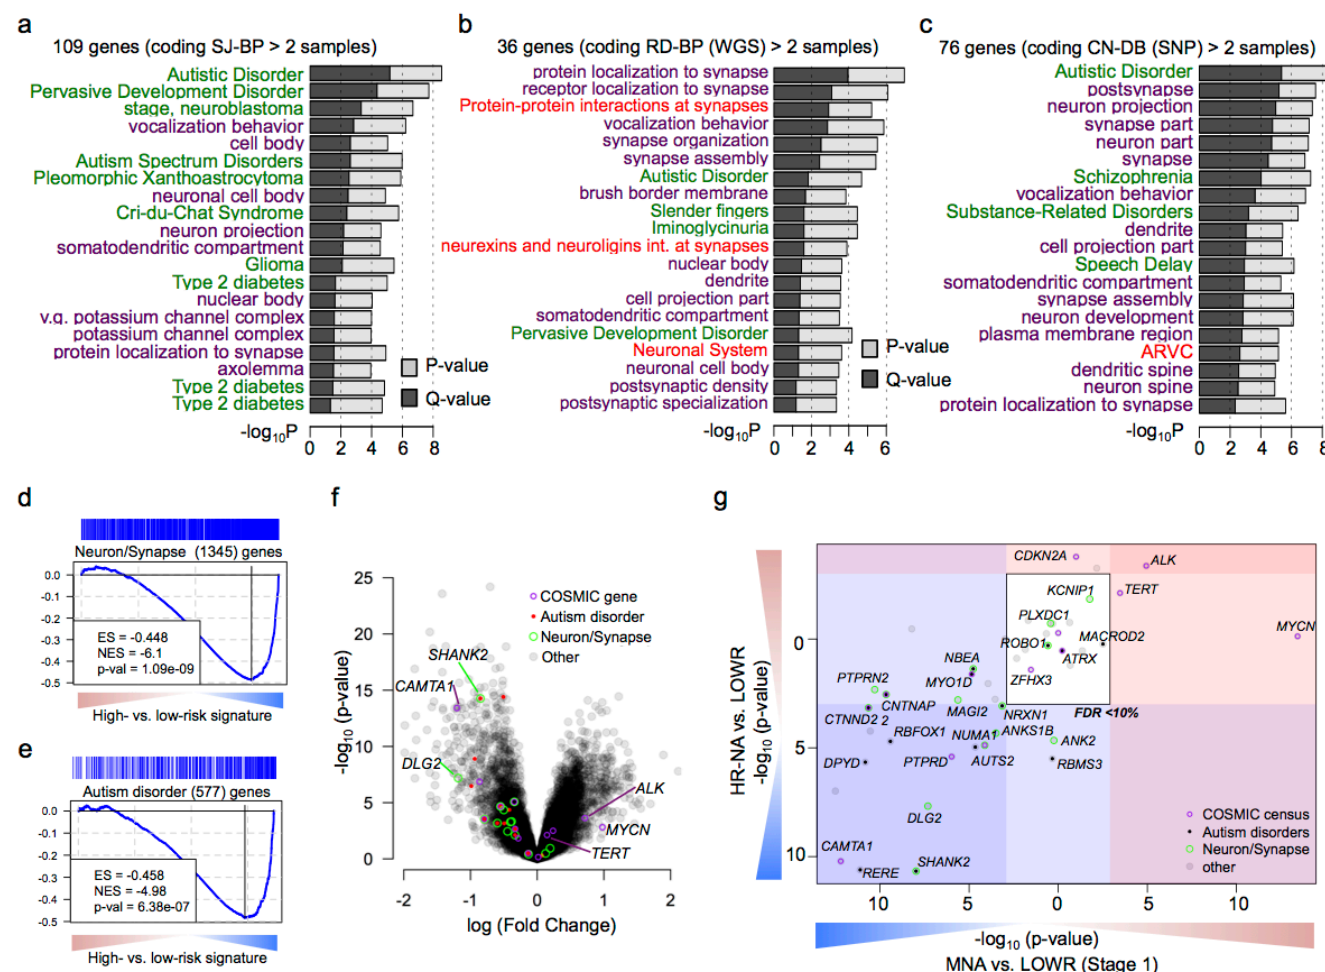 a
109 genes (coding SJ-BP > 2 samples)
Autistic Disorder
Pervasive Development Disorder
stage, neuroblastoma
vocalization behavior
cell body
Autism Spectrum Disorders
Pleomorphic Xanthoastrocytoma
neuronal cell body
Cri-du-Chat Syndrome
neuron projection
somatodendritic compartment
Glioma
Type 2 diabetes
nuclear body
v.g. potassium channel complex
potassium channel complex
protein localization to synapse
axolemma
Type 2 diabetes
Type 2 diabetes
P-value
Q-value
-log10P
0 2 4 6 8
b
36 genes (coding RD-BP (WGS) > 2 samples)
protein localization to synapse
receptor localization to synapse
Protein-protein interactions at synapses
vocalization behavior
synapse organization
synapse assembly
Autistic Disorder
brush border membrane
Slender fingers
Iminoglycinuria
neurexins and neuroligins int. at synapses
nuclear body
dendrite
cell projection part
somatodendritic compartment
Pervasive Development Disorder
Neuronal System
neuronal cell body
postsynaptic density
postsynaptic specialization
P-value
Q-value
-log10P
0 2 4 6
c
76 genes (coding CN-DB (SNP) > 2 samples)
Autistic Disorder
postsynapse
neuron projection
synapse part
neuron part
synapse
Schizophrenia
vocalization behavior
Substance-Related Disorders
dendrite
cell projection part
Speech Delay
somatodendritic compartment
synapse assembly
neuron development
plasma membrane region
ARVC
dendritic spine
neuron spine
protein localization to synapse
-log10P
0 2 4 6 8
d
Neuron/Synapse (1345) genes
0.0
-0.1
-0.2
-0.3
-0.4
-0.5
ES = -0.448
NES = -6.1
p-val = 1.09e-09
High- vs. low-risk signature
e
Autism disorder (577) genes
0.0
-0.1
-0.2
-0.3
-0.4
-0.5
ES = -0.458
NES = -4.98
p-val = 6.38e-07
High- vs. low-risk signature
f
-log10 (p-value)
25
20
15
10
5
0
COSMIC gene
Autism disorder
Neuron/Synapse
Other
SHANK2
CAMTA1
DLG2
ALK
MYCN
TERT
-2 -1 0 1 2
log (Fold Change)
g
HR-NA vs. LOWR
-log10 (p-value)
0
5
10
CDKN2A
ALK
KCNIP1
TERT
PLXDC1
MYCN
ROBO1
MACROD2
ATRX
ZFHX3
NBEA
MYO1D
PTPRN2
CNTNAP
2
CTNND2
MAGI2
NRXN1
FDR <10%
RBFOX1
NUMA1
ANKS1B
ANK2
DPYD
PTPRD
AUTS2
RBMS3
DLG2
CAMTA1
RERE
SHANK2
COSMIC census
Autism disorders
Neuron/Synapse
other
10 5 0 5 10
-log10 (p-value)
MNA vs. LOWR (Stage 1)